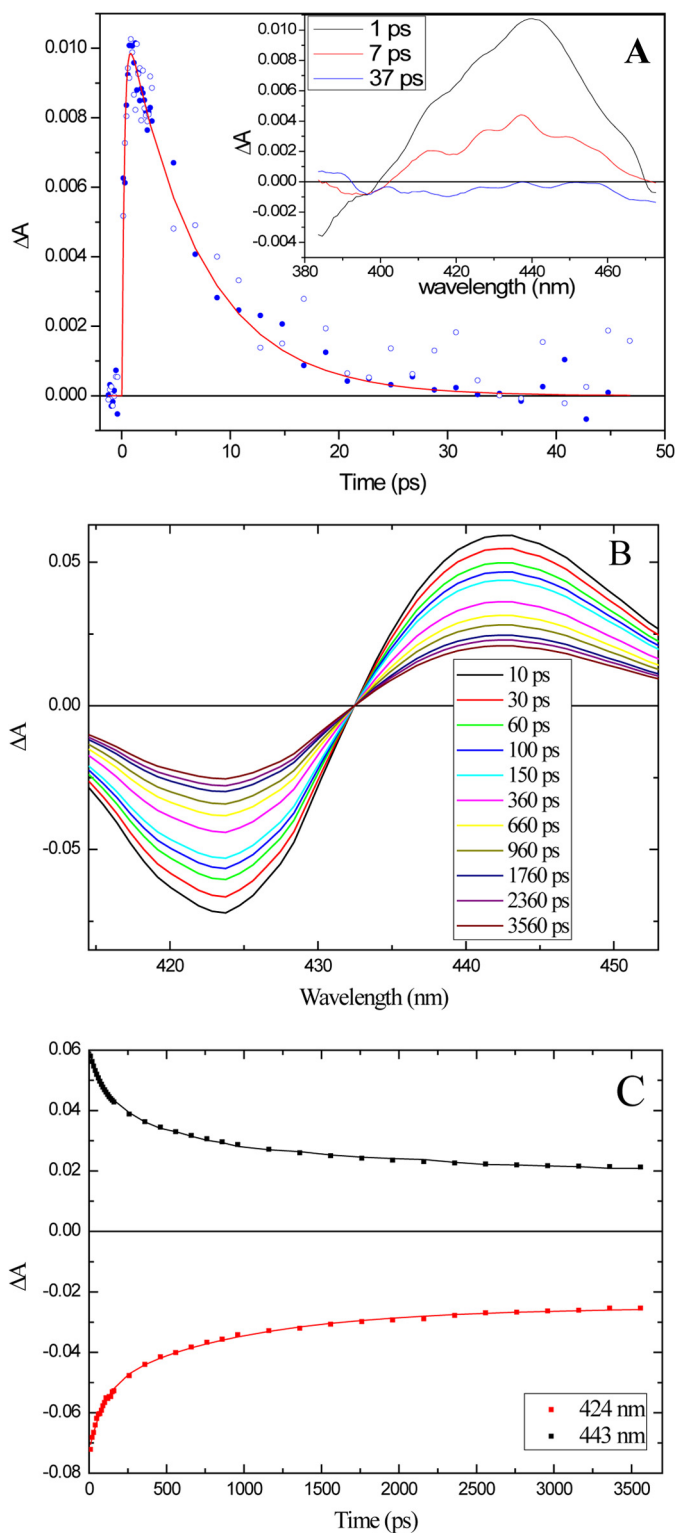 A
1 ps
7 ps
37 ps
0.010
0.008
0.006
0.004
0.002
0.000
-0.002
-0.004
ΔA
380 400 420 440 460
wavelength (nm)
0.010
0.008
0.006
0.004
0.002
0.000
ΔA
0 10 20 30 40 50
Time (ps)
B
0.05
0.00
-0.05
ΔA
10 ps
30 ps
60 ps
100 ps
150 ps
360 ps
660 ps
960 ps
1760 ps
2360 ps
3560 ps
420 430 440 450
Wavelength (nm)
C
0.06
0.04
0.02
0.00
-0.02
-0.04
-0.06
-0.08
ΔA
424 nm
443 nm
0 500 1000 1500 2000 2500 3000 3500
Time (ps)